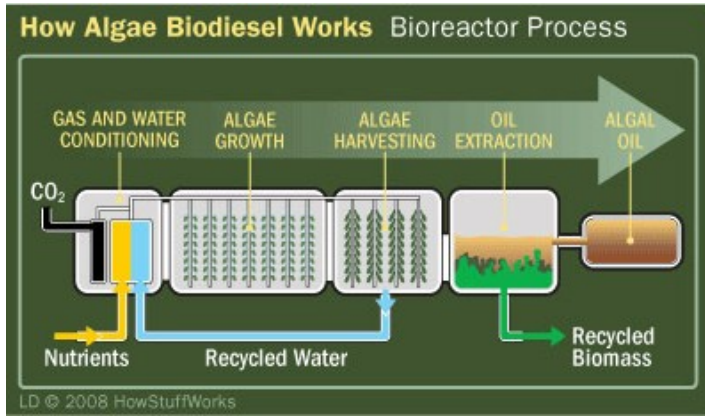 How Algae Biodiesel Works Bioreactor Process
GAS AND WATER
CONDITIONING
ALGAE
GROWTH
ALGAE
HARVESTING
OIL
EXTRACTION
ALGAL
OIL
CO₂
Nutrients
Recycled Water
Recycled
Biomass
LD © 2008 HowStuffWorks